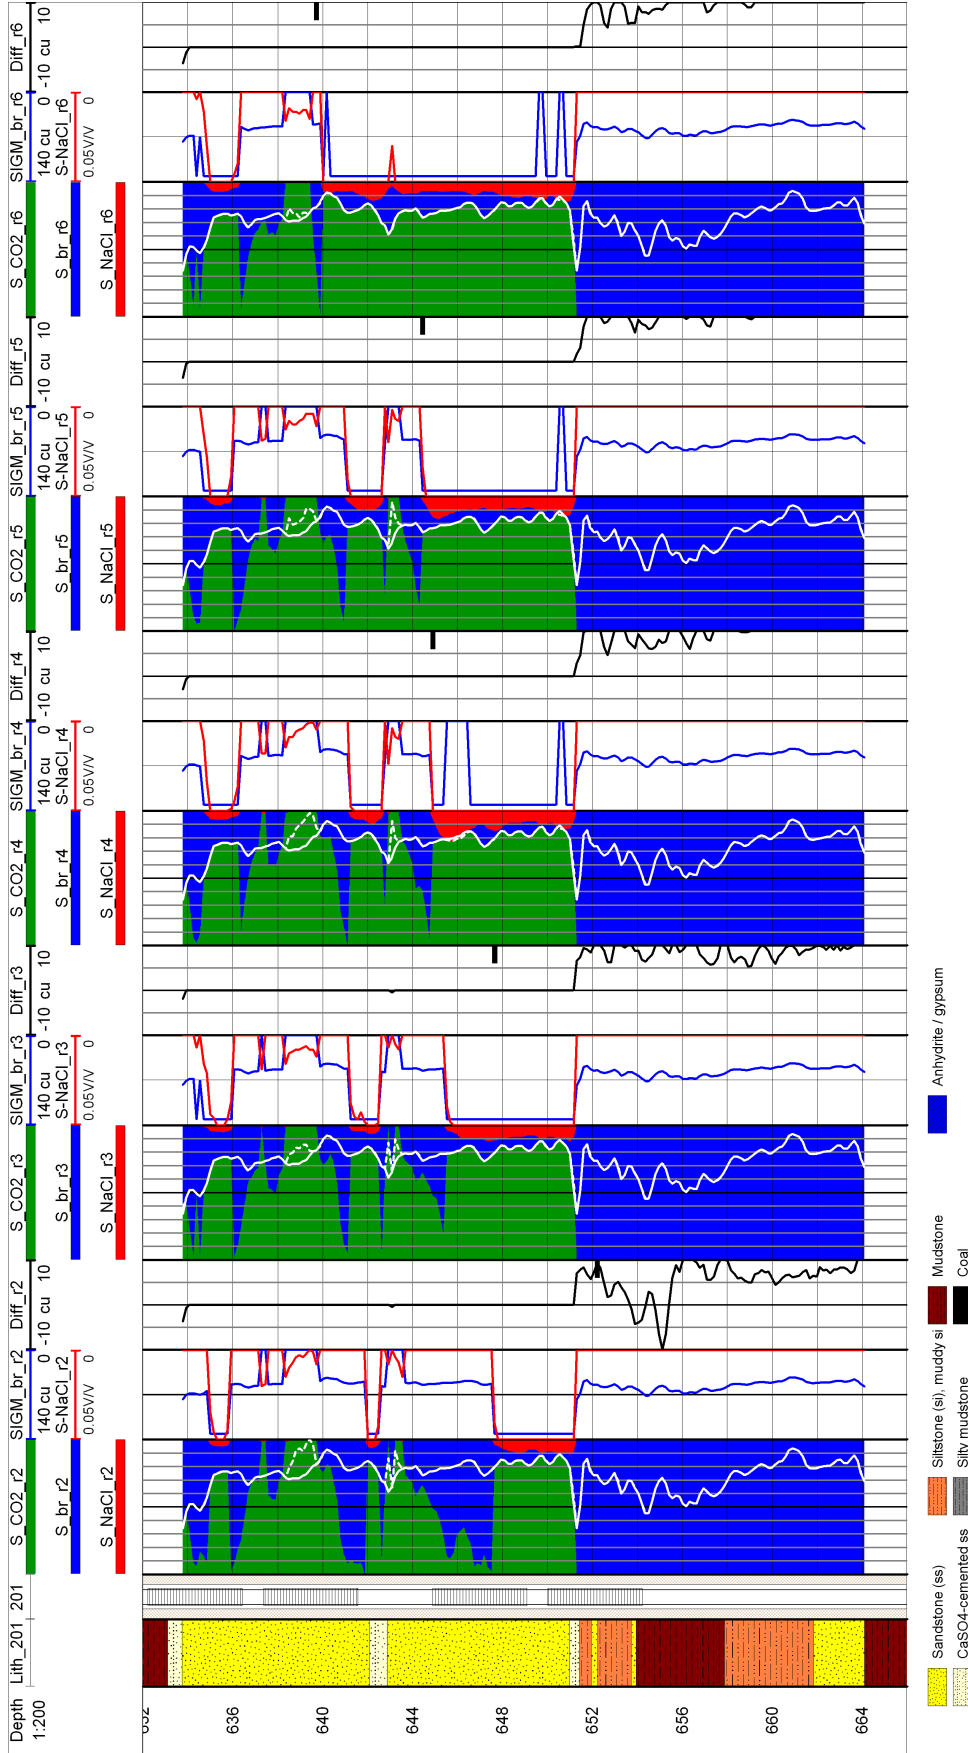 Depth
1:200
Lith_201
201
S_CO2_r2
S_br_r2
S_NaCl_r2
SIGM_br_r2
140 cu 0
S-NaCl_r2
0.05V/V 0
Diff_r2
-10 cu 10
S_CO2_r3
S_br_r3
S_NaCl_r3
SIGM_br_r3
140 cu 0
S-NaCl_r3
0.05V/V 0
Diff_r3
-10 cu 10
S_CO2_r4
S_br_r4
S_NaCl_r4
SIGM_br_r4
140 cu 0
S-NaCl_r4
0.05V/V 0
Diff_r4
-10 cu 10
S_CO2_r5
S_br_r5
S_NaCl_r5
SIGM_br_r5
140 cu 0
S-NaCl_r5
0.05V/V 0
Diff_r5
-10 cu 10
S_CO2_r6
S_br_r6
S_NaCl_r6
SIGM_br_r6
140 cu 0
S-NaCl_r6
0.05V/V 0
Diff_r6
-10 cu 10
636
640
644
648
652
656
660
664
Sandstone (ss)
Siltstone (si), muddy si
Mudstone
Anhydrite / gypsum
CaSO4-cemented ss
Silty mudstone
Coal